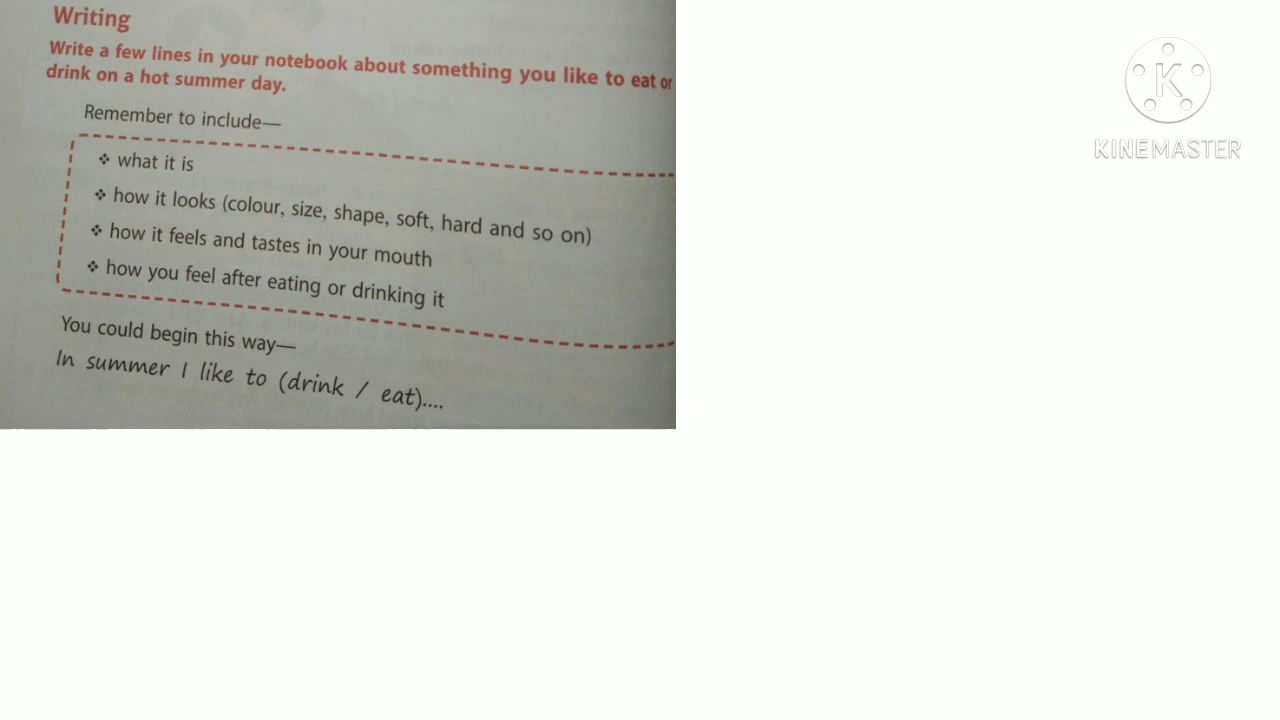 Writing
Write a few lines in your notebook about something you like to eat or
drink on a hot summer day.
Remember to include—
❖ what it is
❖ how it looks (colour, size, shape, soft, hard and so on)
❖ how it feels and tastes in your mouth
❖ how you feel after eating or drinking it
You could begin this way—
In summer I like to (drink / eat)....
K
KINEMASTER